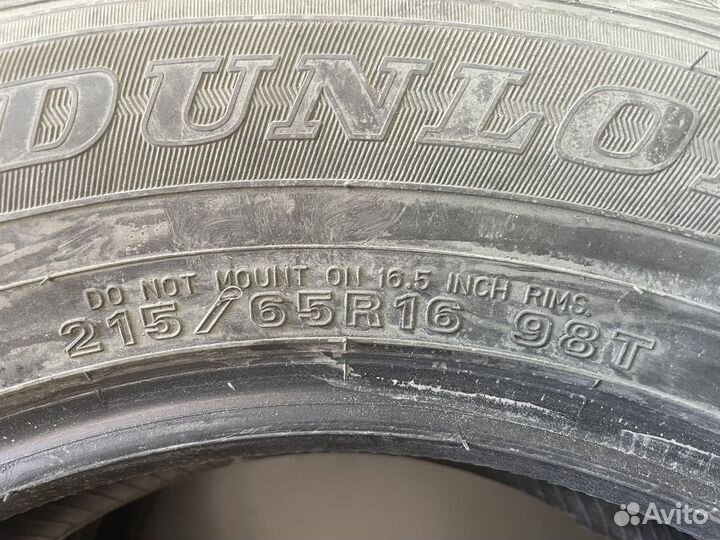 DUNLO
DO NOT MOUNT ON 16.5 INCH RIMS.
215/65R16 98T
Avito